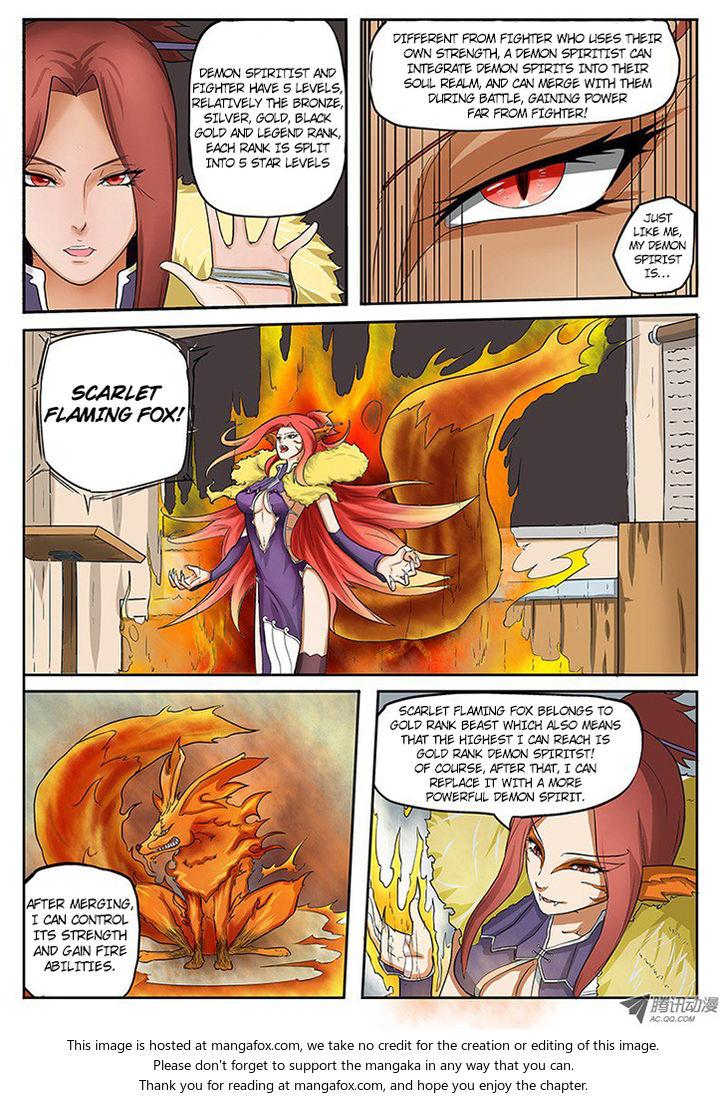 DEMON SPIRITIST AND
FIGHTER HAVE 5 LEVELS,
RELATIVELY THE BRONZE,
SILVER, GOLD, BLACK
GOLD AND LEGEND RANK,
EACH RANK IS SPLIT
INTO 5 STAR LEVELS
DIFFERENT FROM FIGHTER WHO USES THEIR
OWN STRENGTH, A DEMON SPIRITIST CAN
INTEGRATE DEMON SPIRITS INTO THEIR
SOUL REALM, AND CAN MERGE WITH THEM
DURING BATTLE, GAINING POWER
FAR FROM FIGHTER!
JUST
LIKE ME,
MY DEMON
SPIRIST
IS...
SCARLET
FLAMING FOX!
AFTER MERGING,
I CAN CONTROL
ITS STRENGTH
AND GAIN FIRE
ABILITIES.
SCARLET FLAMING FOX BELONGS TO
GOLD RANK BEAST WHICH ALSO MEANS
THAT THE HIGHEST I CAN REACH IS
GOLD RANK DEMON SPIRITST!
OF COURSE, AFTER THAT, I CAN
REPLACE IT WITH A MORE
POWERFUL DEMON SPIRIT.
腾讯动漫
AC.QQ.COM
This image is hosted at mangafox.com, we take no credit for the creation or editing of this image.
Please don't forget to support the mangaka in any way that you can.
Thank you for reading at mangafox.com, and hope you enjoy the chapter.